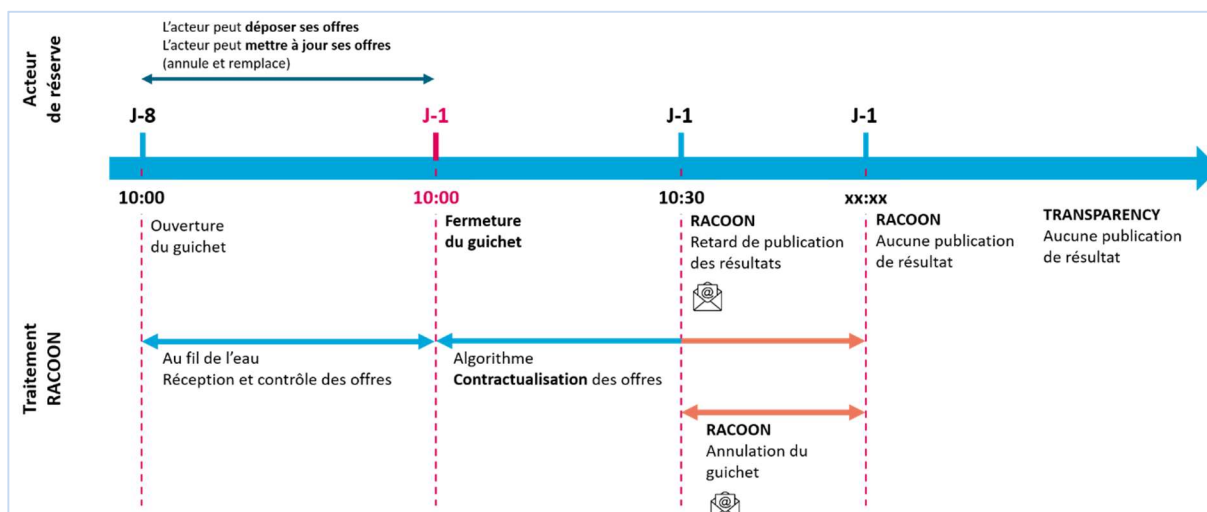 L'acteur peut déposer ses offres
L'acteur peut mettre à jour ses offres
(annule et remplace)
Acteur
de réserve
J-8
J-1
J-1
J-1
10:00
10:00
10:30
xx:xx
Ouverture
du guichet
Fermeture
du guichet
RACOON
Retard de publication
des résultats
RACOON
Aucune publication
de résultat
TRANSPARENCY
Aucune publication
de résultat
Traitement
RACOON
Au fil de l'eau
Réception et contrôle des offres
Algorithme
Contractualisation des offres
RACOON
Annulation du
guichet